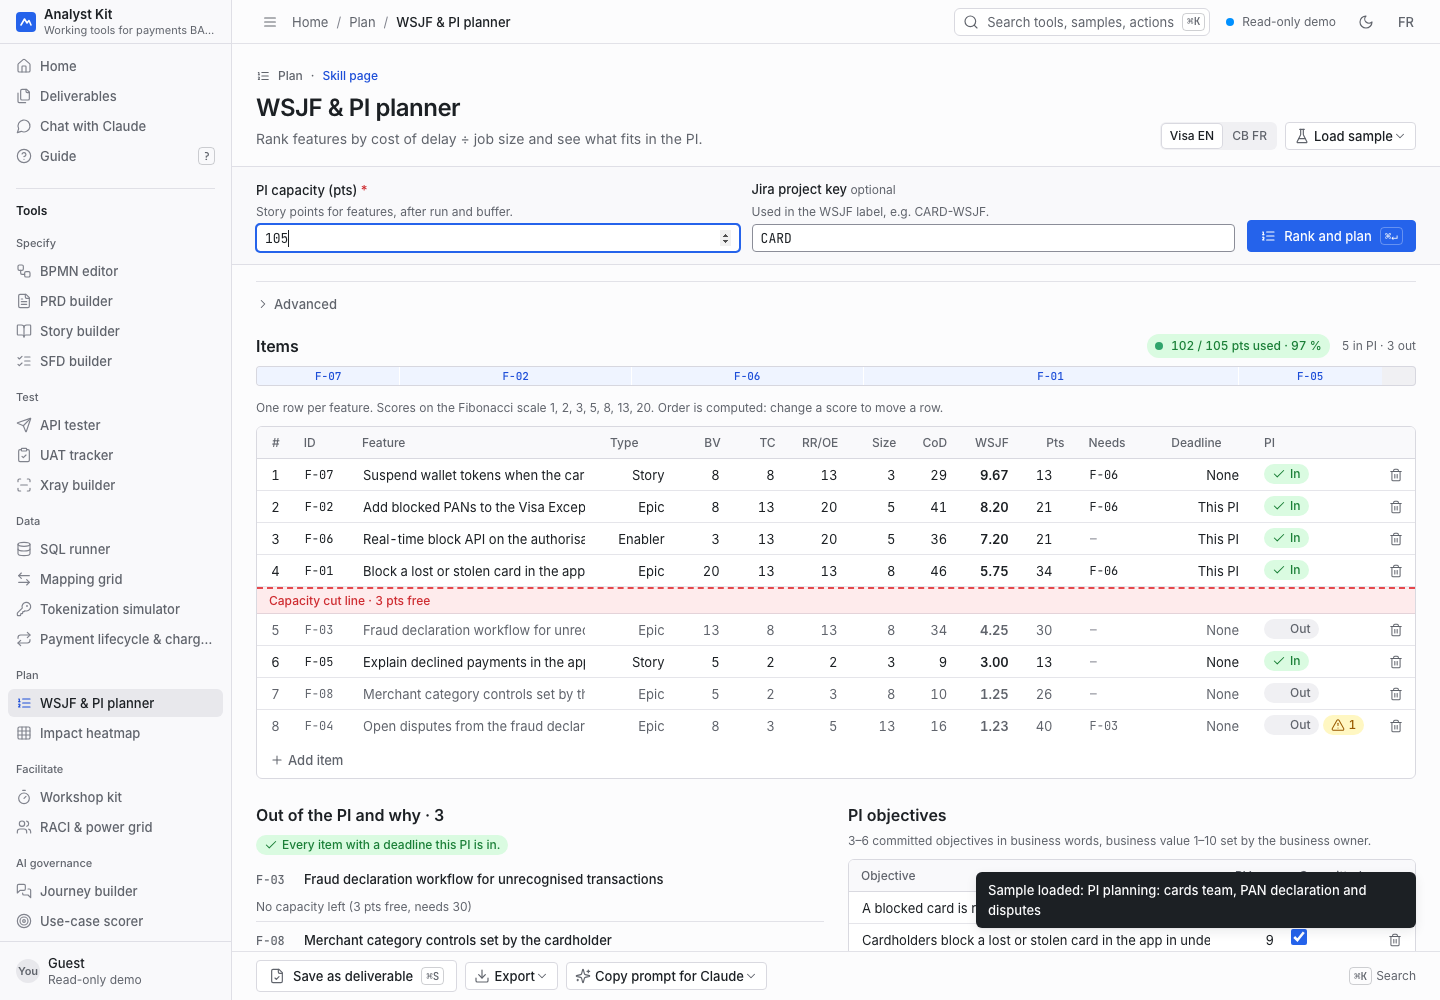 Analyst Kit
Working tools for payments BA...
Home / Plan / WSJF & PI planner
Search tools, samples, actions ⌘K
Read-only demo
FR
Home
Deliverables
Chat with Claude
Guide ?
Tools
Specify
BPMN editor
PRD builder
Story builder
SFD builder
Test
API tester
UAT tracker
Xray builder
Data
SQL runner
Mapping grid
Tokenization simulator
Payment lifecycle & charg...
Plan
WSJF & PI planner
Impact heatmap
Facilitate
Workshop kit
RACI & power grid
AI governance
Journey builder
Use-case scorer
You
Guest
Read-only demo
Plan · Skill page
WSJF & PI planner
Rank features by cost of delay ÷ job size and see what fits in the PI.
Visa EN CB FR
Load sample
PI capacity (pts) *
Story points for features, after run and buffer.
105
Jira project key optional
Used in the WSJF label, e.g. CARD-WSJF.
CARD
Rank and plan ⌘↵
Advanced
Items
102 / 105 pts used · 97 %
5 in PI · 3 out
F-07 F-02 F-06 F-01 F-05
One row per feature. Scores on the Fibonacci scale 1, 2, 3, 5, 8, 13, 20. Order is computed: change a score to move a row.
# ID Feature Type BV TC RR/OE Size CoD WSJF Pts Needs Deadline PI
1 F-07 Suspend wallet tokens when the car Story 8 8 13 3 29 9.67 13 F-06 None In
2 F-02 Add blocked PANs to the Visa Excep Epic 8 13 20 5 41 8.20 21 F-06 This PI In
3 F-06 Real-time block API on the authorisa Enabler 3 13 20 5 36 7.20 21 – This PI In
4 F-01 Block a lost or stolen card in the app Epic 20 13 13 8 46 5.75 34 F-06 This PI In
Capacity cut line · 3 pts free
5 F-03 Fraud declaration workflow for unrec Epic 13 8 13 8 34 4.25 30 – None Out
6 F-05 Explain declined payments in the app Story 5 2 2 3 9 3.00 13 – None In
7 F-08 Merchant category controls set by th Epic 5 2 3 8 10 1.25 26 – None Out
8 F-04 Open disputes from the fraud declar Epic 8 3 5 13 16 1.23 40 F-03 None Out 1
+ Add item
Out of the PI and why · 3
Every item with a deadline this PI is in.
F-03 Fraud declaration workflow for unrecognised transactions
No capacity left (3 pts free, needs 30)
F-08 Merchant category controls set by the cardholder
PI objectives
3–6 committed objectives in business words, business value 1–10 set by the business owner.
Objective
A blocked card is r
Cardholders block a lost or stolen card in the app in unde 9
Sample loaded: PI planning: cards team, PAN declaration and
disputes
Save as deliverable ⌘S
Export
Copy prompt for Claude
⌘K Search